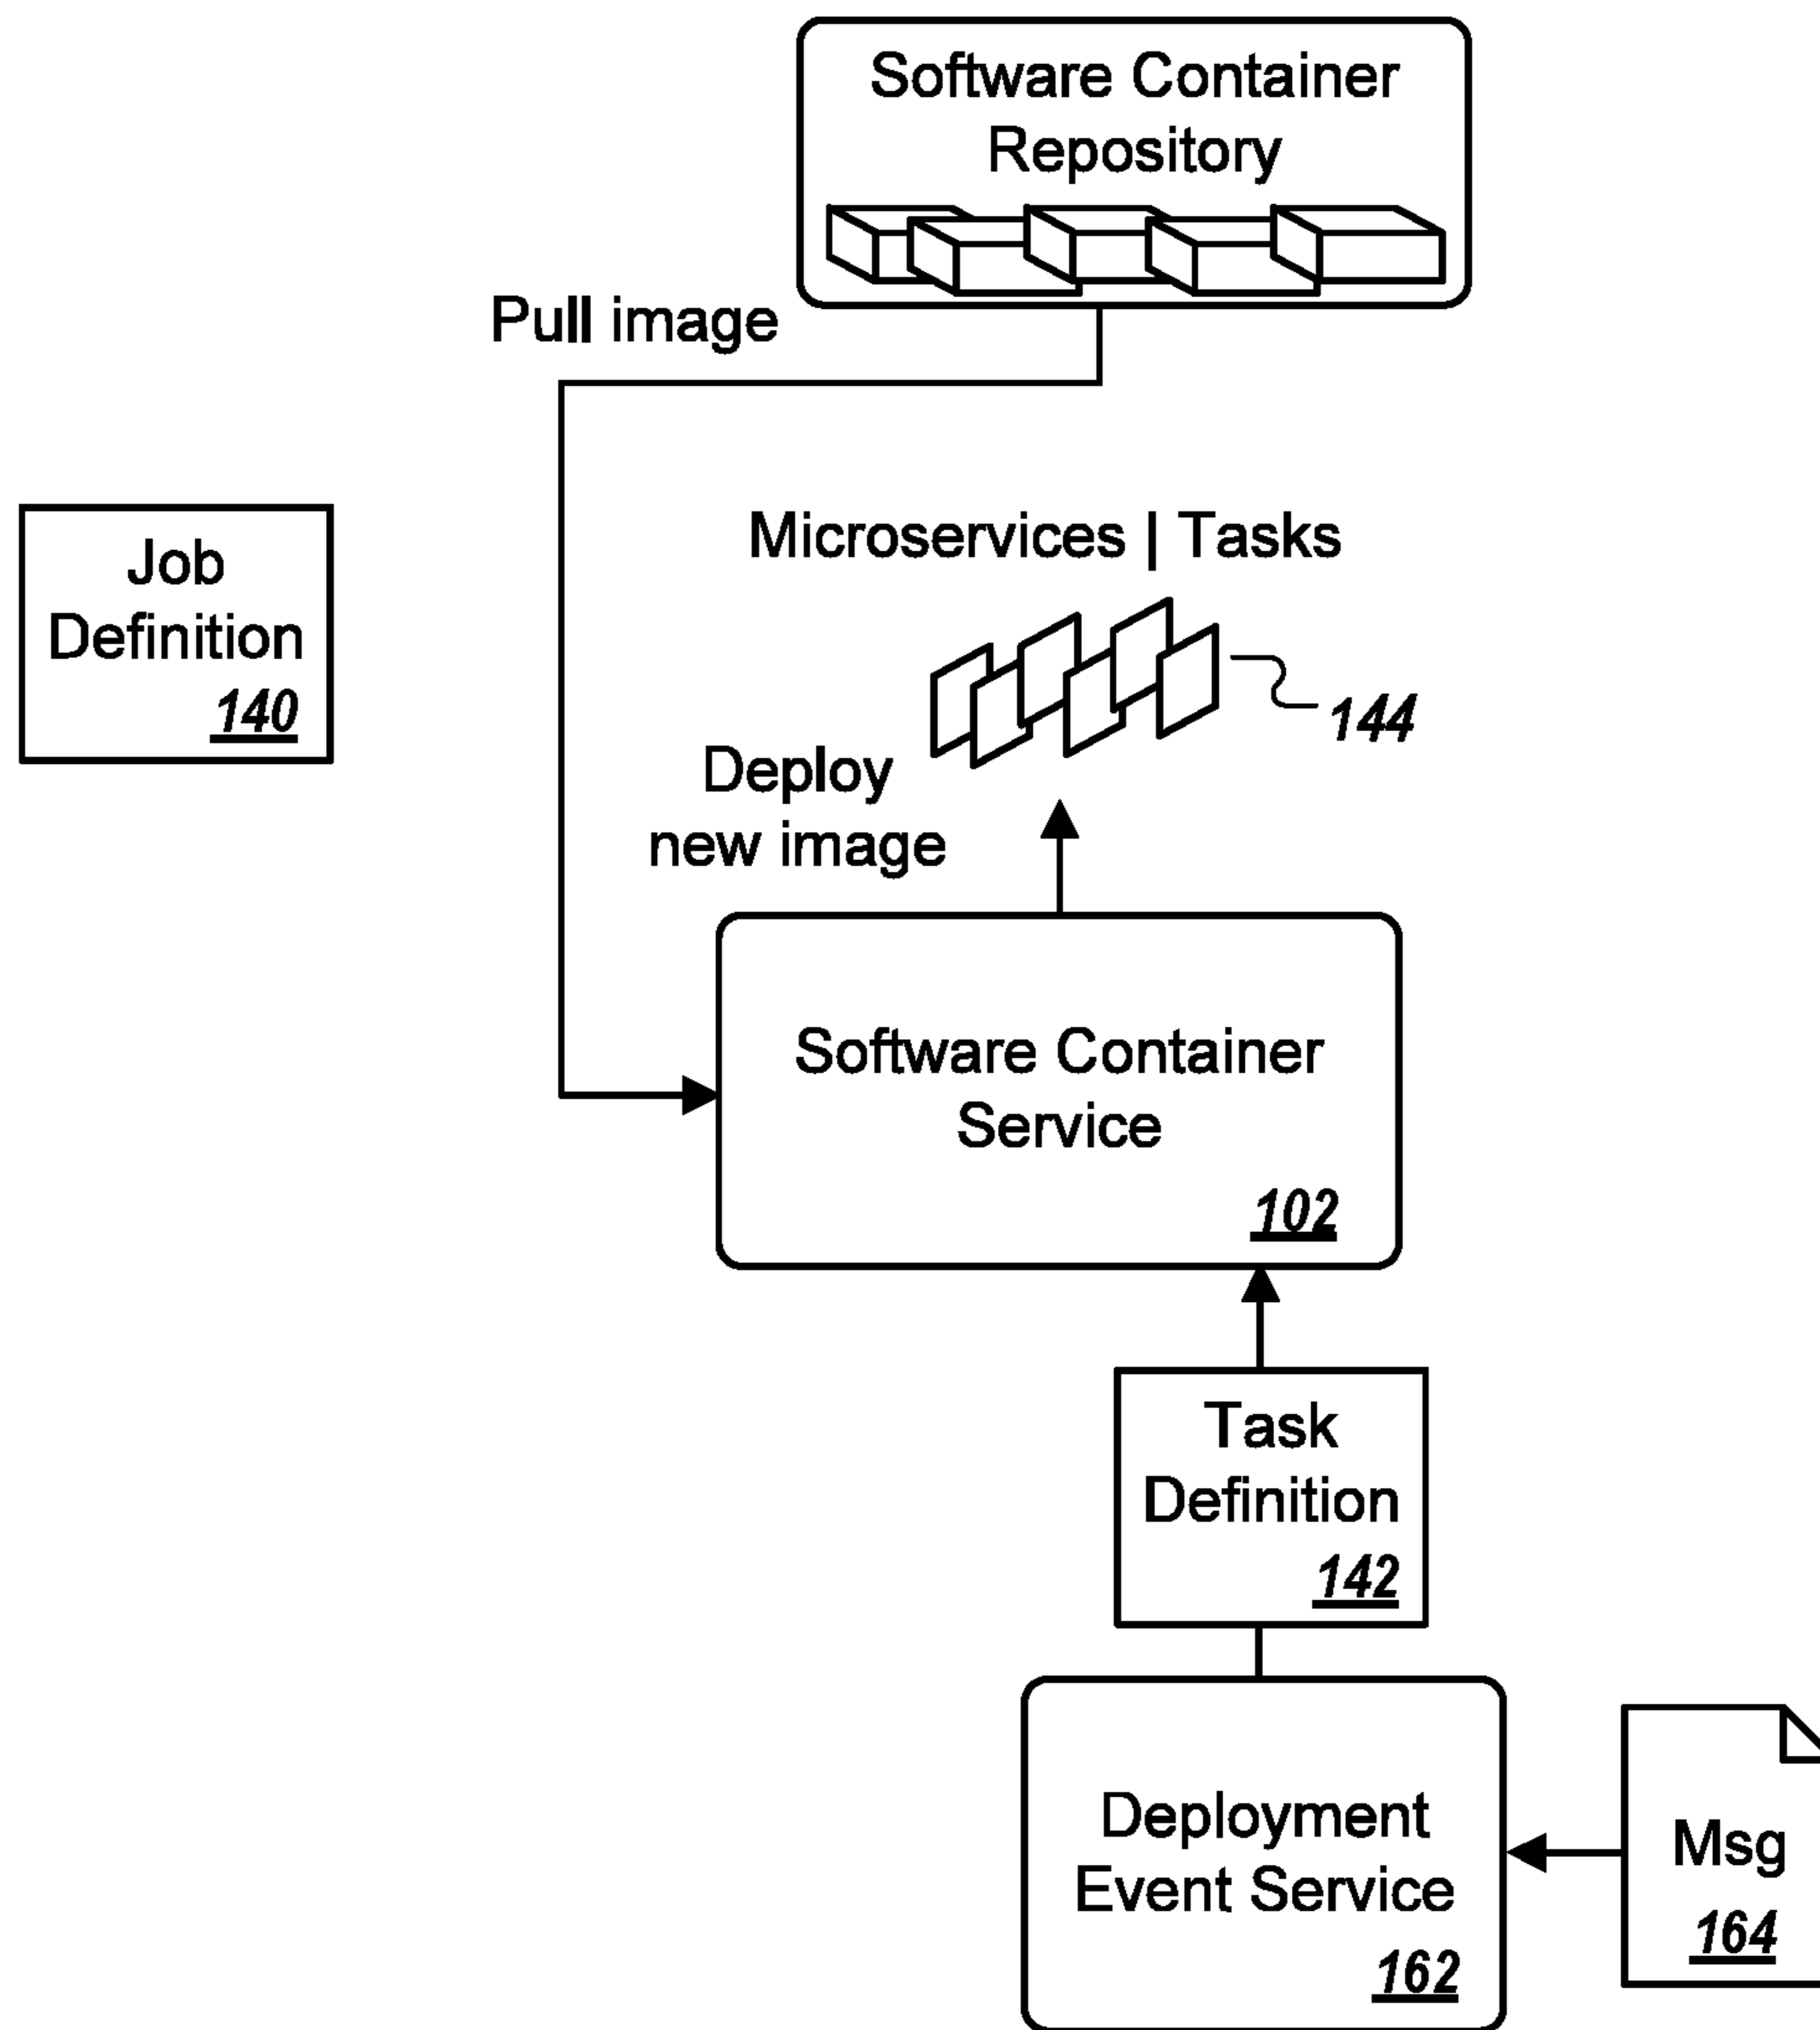 Software Container
Repository
Pull image
Microservices | Tasks
Job
Definition
140
144
Deploy
new image
Software Container
Service
102
Task
Definition
142
Deployment
Event Service
162
Msg
164